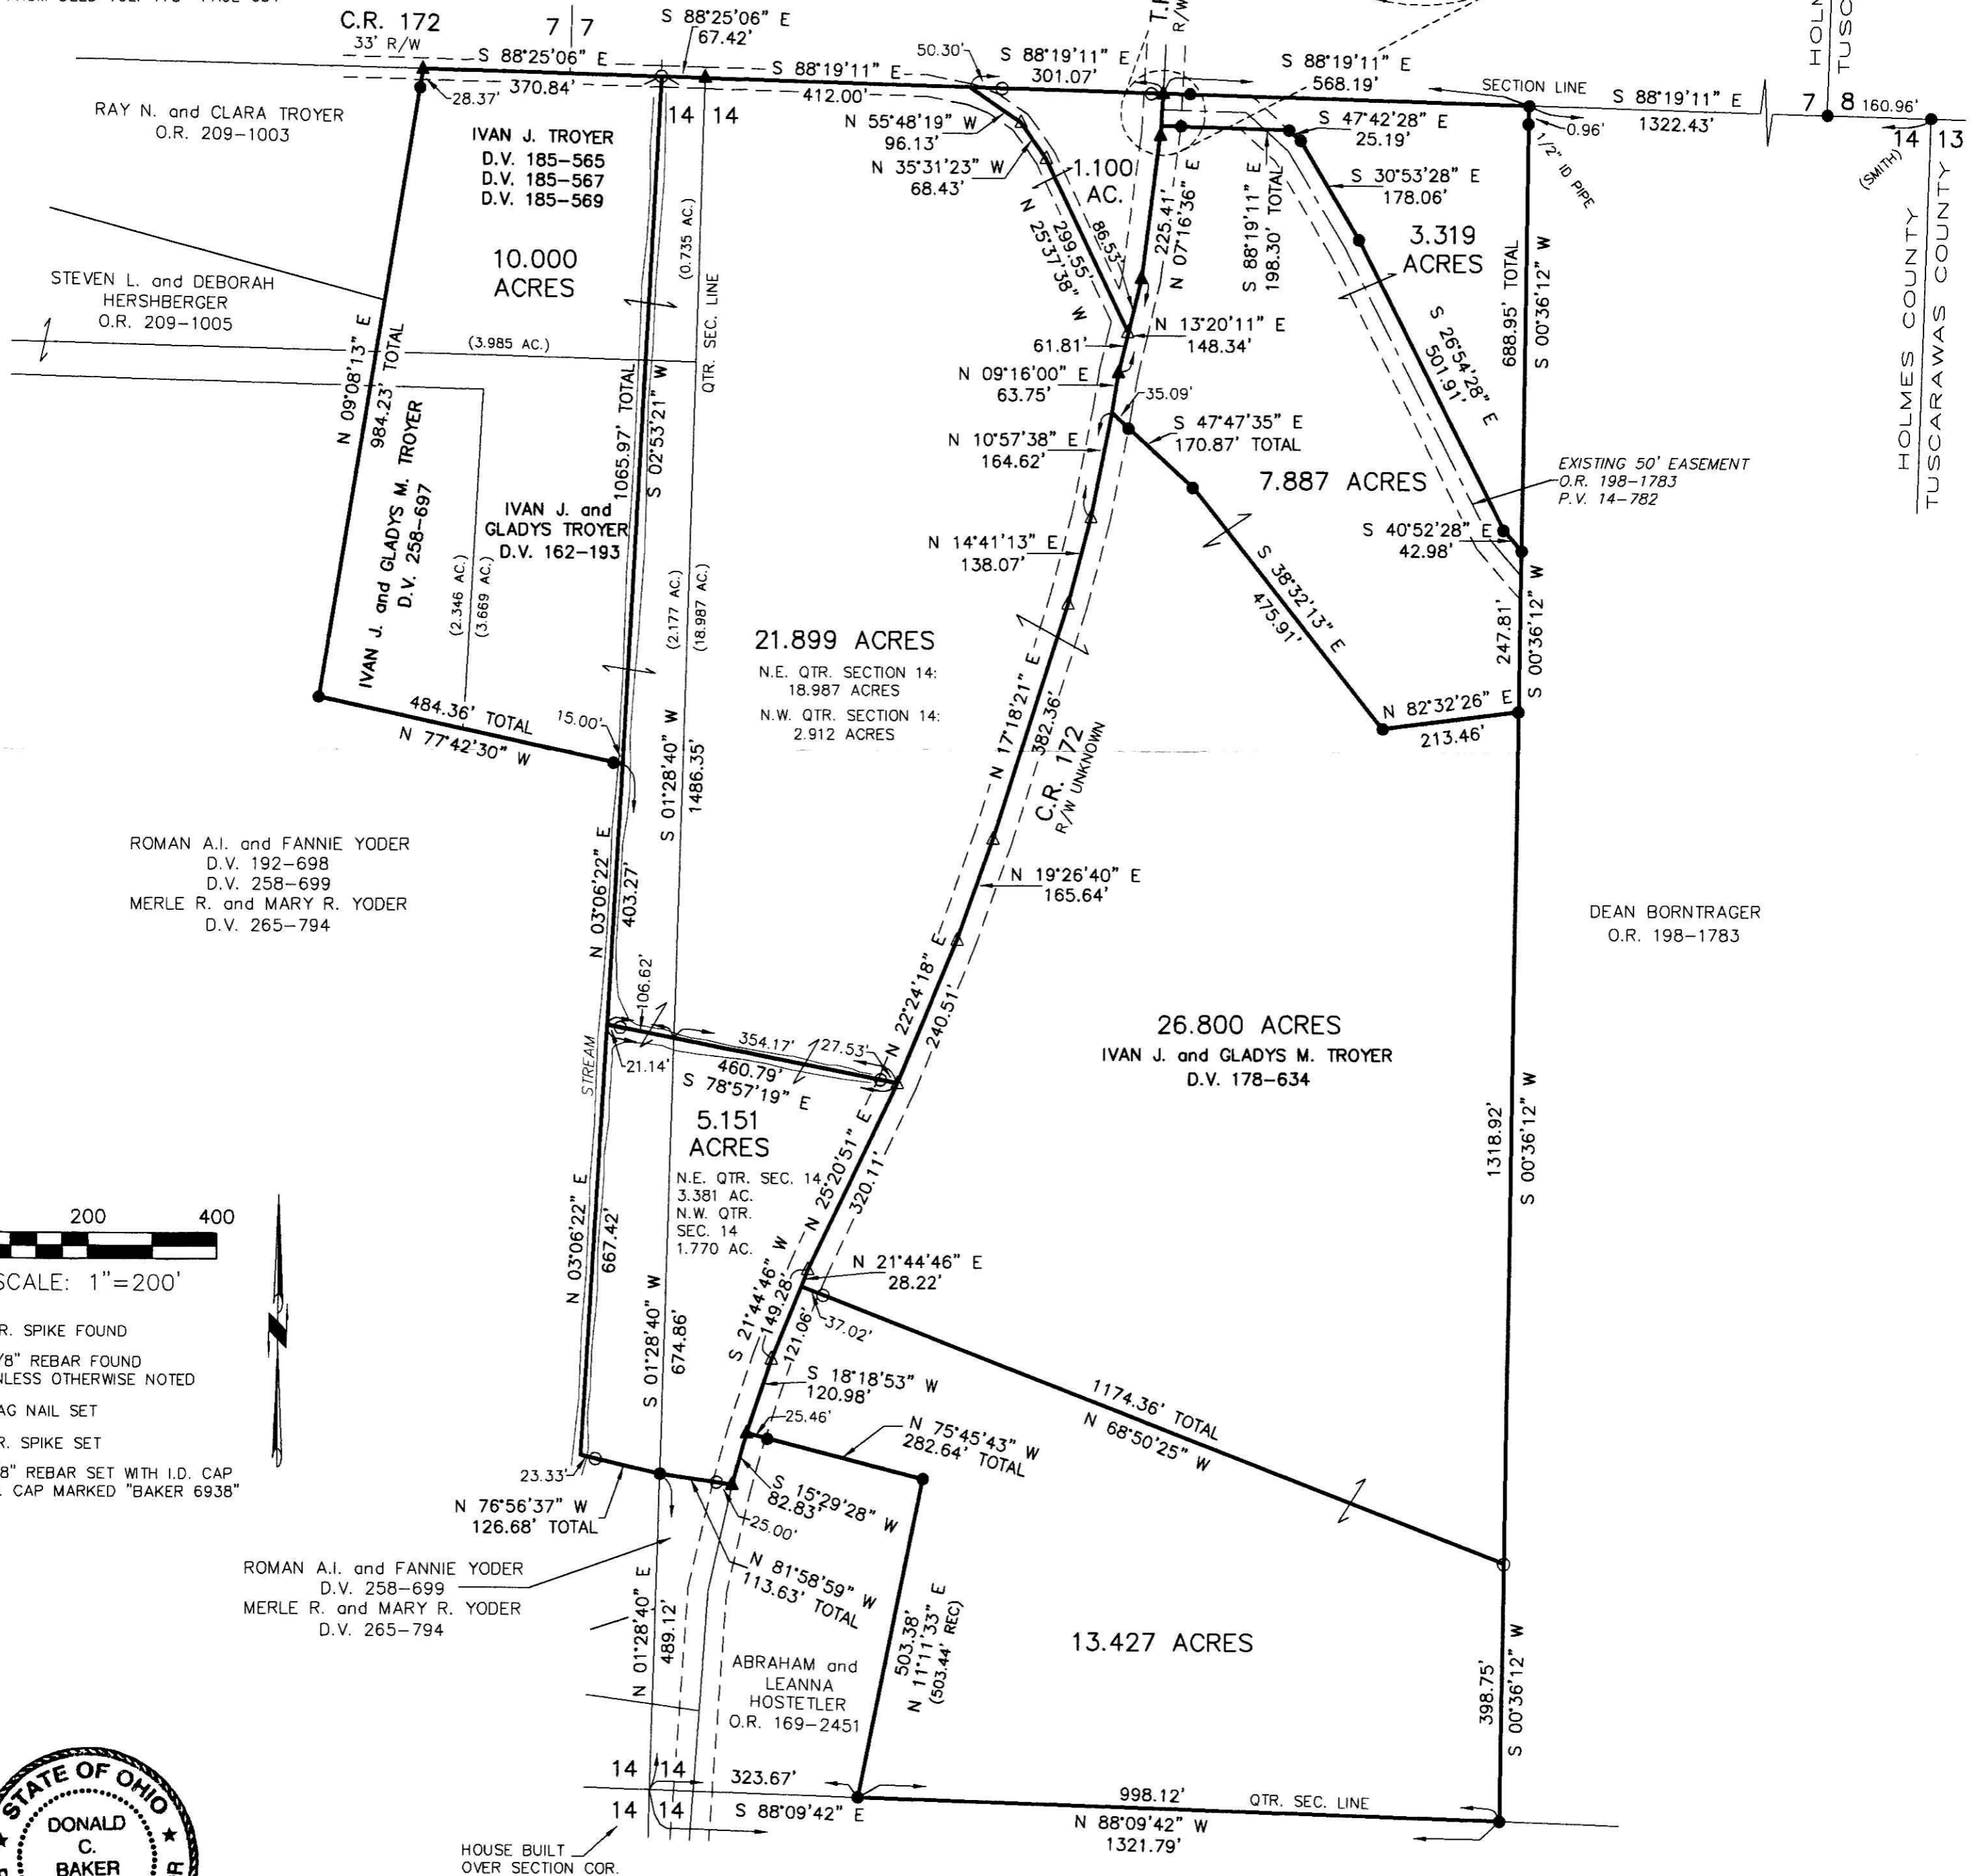 C.R. 172
33' R/W
7 7
S 88°25'06" E
67.42'
S 88°25'06" E
370.84'
28.37'
14 14
S 88°19'11" E
412.00'
50.30'
S 88°19'11" E
301.07'
R/W
S 88°19'11" E
568.19'
SECTION LINE
S 88°19'11" E
1322.43'
7 8
160.96'
14 13
(SMITH)
0.96'
1/2" ID PIPE
HOLMES COUNTY
TUSCARAWAS COUNTY
RAY N. and CLARA TROYER
O.R. 209-1003
IVAN J. TROYER
D.V. 185-565
D.V. 185-567
D.V. 185-569
10.000
ACRES
STEVEN L. and DEBORAH
HERSHBERGER
O.R. 209-1005
(3.985 AC.)
(0.735 AC.)
QTR. SEC. LINE
N 09°08'13" E
984.23' TOTAL
IVAN J. and GLADYS M. TROYER
D.V. 258-697
(2.346 AC.)
(3.669 AC.)
IVAN J. and
GLADYS TROYER
D.V. 162-193
1065.97' TOTAL
S 02°53'21" W
(2.177 AC.)
(18.987 AC.)
484.36' TOTAL
N 77°42'30" W
15.00'
N 55°48'19" W
96.13'
N 35°31'23" W
68.43'
1.100
AC.
N 25°37'38" W
299.55'
86.53'
225.41'
N 07°16'36" E
S 88°19'11" E
198.30' TOTAL
S 47°42'28" E
25.19'
S 30°53'28" E
178.06'
3.319
ACRES
S 26°54'28" E
501.91'
688.95' TOTAL
S 00°36'12" W
N 13°20'11" E
148.34'
61.81'
N 09°16'00" E
63.75'
35.09'
S 47°47'35" E
170.87' TOTAL
N 10°57'38" E
164.62'
7.887 ACRES
EXISTING 50' EASEMENT
O.R. 198-1783
P.V. 14-782
S 40°52'28" E
42.98'
N 14°41'13" E
138.07'
S 38°32'13" E
475.91'
247.81'
S 00°36'12" W
N 82°32'26" E
213.46'
21.899 ACRES
N.E. QTR. SECTION 14:
18.987 ACRES
N.W. QTR. SECTION 14:
2.912 ACRES
N 17°18'21" E
382.36'
C.R. 172
R/W UNKNOWN
S 01°28'40" W
1486.35'
ROMAN A.I. and FANNIE YODER
D.V. 192-698
D.V. 258-699
MERLE R. and MARY R. YODER
D.V. 265-794
N 03°06'22" E
403.27'
N 19°26'40" E
165.64'
DEAN BORNTRAGER
O.R. 198-1783
106.62'
N 22°24'18" E
240.51'
STREAM
21.14'
354.17'
27.53'
460.79'
S 78°57'19" E
26.800 ACRES
IVAN J. and GLADYS M. TROYER
D.V. 178-634
5.151
ACRES
N.E. QTR. SEC. 14
3.381 AC.
N.W. QTR.
SEC. 14
1.770 AC.
N 25°20'51" E
320.11'
1318.92'
S 00°36'12" W
N 03°06'22" E
667.42'
200 400
SCALE: 1"=200'
R. SPIKE FOUND
/8" REBAR FOUND
NLESS OTHERWISE NOTED
AG NAIL SET
R. SPIKE SET
8" REBAR SET WITH I.D. CAP
. CAP MARKED "BAKER 6938"
S 01°28'40" W
674.86'
N 21°44'46" E
28.22'
S 21°44'46" W
149.28'
121.06'
37.02'
S 18°18'53" W
120.98'
1174.36' TOTAL
N 68°50'25" W
25.46'
N 75°45'43" W
282.64' TOTAL
23.33'
N 76°56'37" W
126.68' TOTAL
S 15°29'28" W
82.83'
25.00'
N 81°58'59" W
113.63' TOTAL
ROMAN A.I. and FANNIE YODER
D.V. 258-699
MERLE R. and MARY R. YODER
D.V. 265-794
N 01°28'40" E
489.12'
503.38'
N 11°11'33" E
(503.44' REC)
ABRAHAM and
LEANNA
HOSTETLER
O.R. 169-2451
13.427 ACRES
398.75'
S 00°36'12" W
14 14
14 14
323.67'
S 88°09'42" E
998.12'
QTR. SEC. LINE
N 88°09'42" W
1321.79'
HOUSE BUILT
OVER SECTION COR.
STATE OF OHIO
DONALD
C.
BAKER